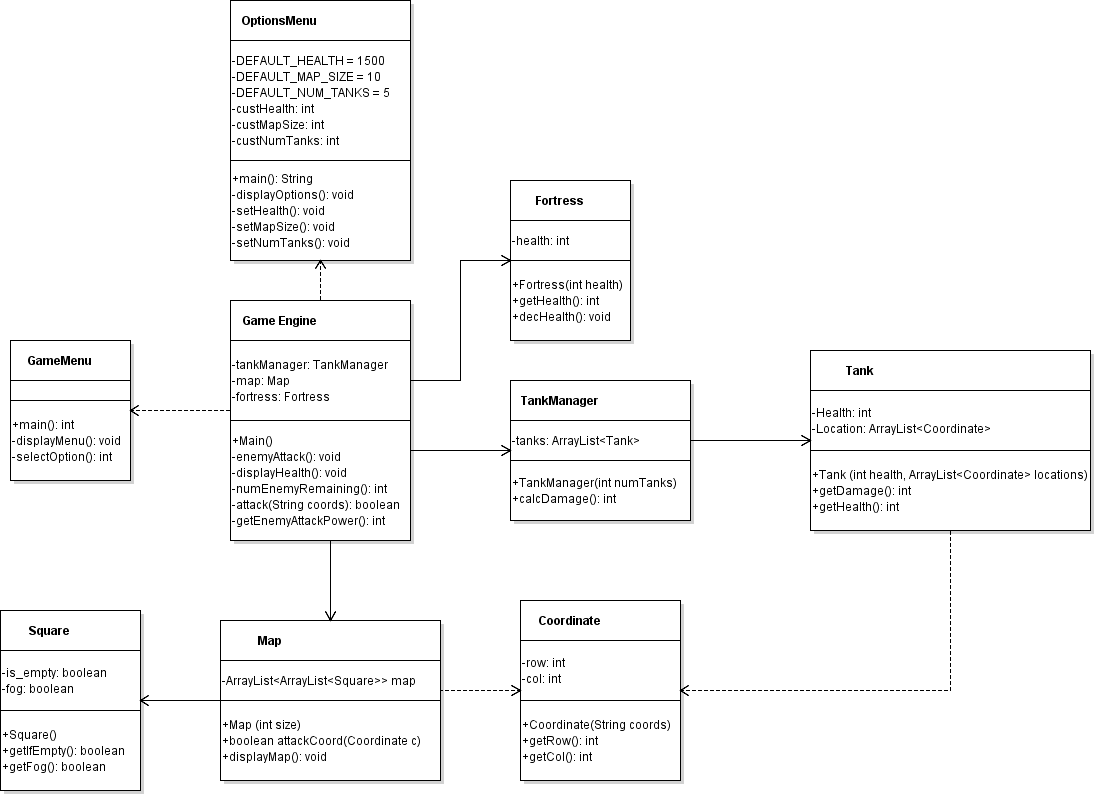 OptionsMenu
-DEFAULT_HEALTH = 1500
-DEFAULT_MAP_SIZE = 10
-DEFAULT_NUM_TANKS = 5
-custHealth: int
-custMapSize: int
-custNumTanks: int
+main(): String
-displayOptions(): void
-setHealth(): void
-setMapSize(): void
-setNumTanks(): void
Fortress
-health: int
+Fortress(int health)
+getHealth(): int
+decHealth(): void
Game Engine
-tankManager: TankManager
-map: Map
-fortress: Fortress
+Main()
-enemyAttack(): void
-displayHealth(): void
-numEnemyRemaining(): int
-attack(String coords): boolean
-getEnemyAttackPower(): int
GameMenu
+main(): int
-displayMenu(): void
-selectOption(): int
TankManager
-tanks: ArrayList<Tank>
+TankManager(int numTanks)
+calcDamage(): int
Tank
-Health: int
-Location: ArrayList<Coordinate>
+Tank (int health, ArrayList<Coordinate> locations)
+getDamage(): int
+getHealth(): int
Square
-is_empty: boolean
-fog: boolean
+Square()
+getIfEmpty(): boolean
+getFog(): boolean
Map
-ArrayList<ArrayList<Square>> map
+Map (int size)
+boolean attackCoord(Coordinate c)
+displayMap(): void
Coordinate
-row: int
-col: int
+Coordinate(String coords)
+getRow(): int
+getCol(): int